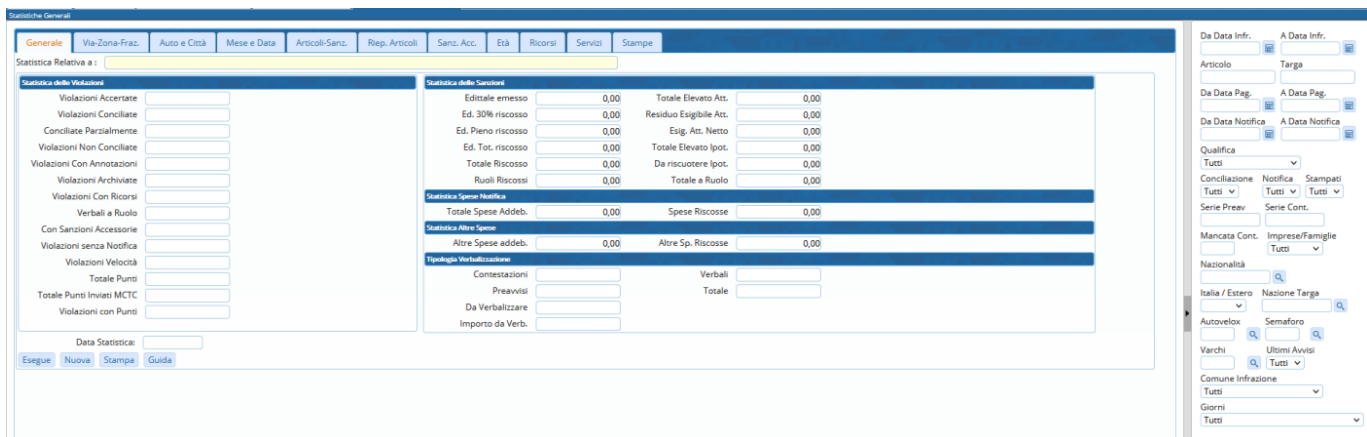 Statistiche Generali
Generale Via-Zona-Fraz. Auto e Città Mese e Data Articoli-Sanz. Riep. Articoli Sanz. Acc. Età Ricorsi Servizi Stampe
Statistica Relativa a :
Statistica delle Violazioni
Violazioni Accertate
Violazioni Conciliate
Conciliate Parzialmente
Violazioni Non Conciliate
Violazioni Con Annotazioni
Violazioni Archiviate
Violazioni Con Ricorsi
Verbali a Ruolo
Con Sanzioni Accessorie
Violazioni senza Notifica
Violazioni Velocità
Totale Punti
Totale Punti Inviati MCTC
Violazioni con Punti
Statistica delle Sanzioni
Edittale emesso 0,00 Totale Elevato Att. 0,00
Ed. 30% riscosso 0,00 Residuo Esigibile Att. 0,00
Ed. Pieno riscosso 0,00 Esig. Att. Netto 0,00
Ed. Tot. riscosso 0,00 Totale Elevato Ipot. 0,00
Totale Riscosso 0,00 Da riscuotere Ipot. 0,00
Ruoli Riscossi 0,00 Totale a Ruolo 0,00
Statistica Spese Notifica
Totale Spese Addeb. 0,00 Spese Riscosse 0,00
Statistica Altre Spese
Altre Spese addeb. 0,00 Altre Sp. Riscosse 0,00
Tipologia Verbalizzazione
Contestazioni Verbali
Preavvisi Totale
Da Verbalizzare
Importo da Verb.
Data Statistica:
Esegue Nuova Stampa Guida
Da Data Infr. A Data Infr.
Articolo Targa
Da Data Pag. A Data Pag.
Da Data Notifica A Data Notifica
Qualifica
Tutti
Conciliazione Notifica Stampati
Tutti Tutti Tutti
Serie Preav Serie Cont.
Mancata Cont. Imprese/Famiglie
Tutti
Nazionalità
Italia / Estero Nazione Targa
Autovelox Semaforo
Varchi Ultimi Avvisi
Tutti
Comune Infrazione
Tutti
Giorni
Tutti